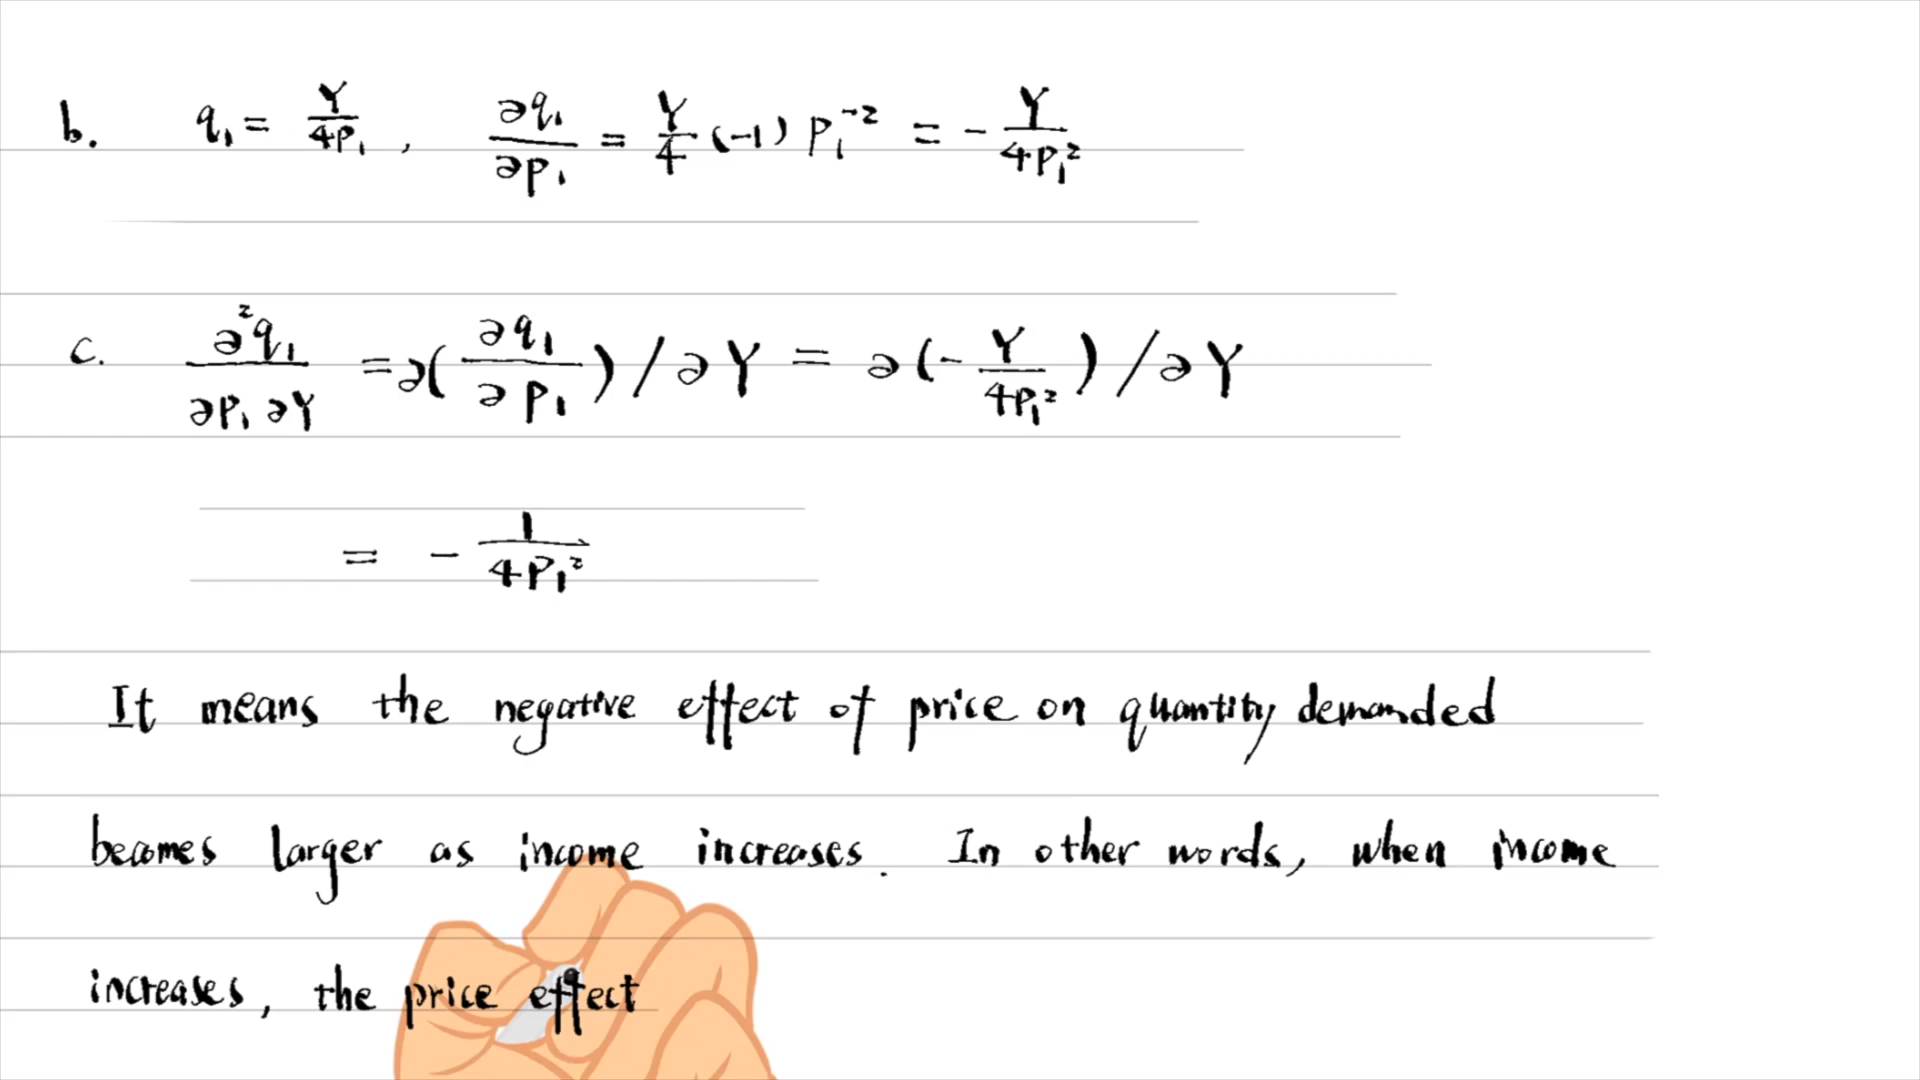 b. q₁ = Y/4P₁ , ∂q₁/∂P₁ = Y/4 (-1) P₁⁻² = - Y/4P₁²
c. ∂²q₁/∂P₁∂Y = ∂(∂q₁/∂P₁)/∂Y = ∂(- Y/4P₁²)/∂Y
= - 1/4P₁²
It means the negative effect of price on quantity demanded
becomes larger as income increases. In other words, when income
increases, the price effect